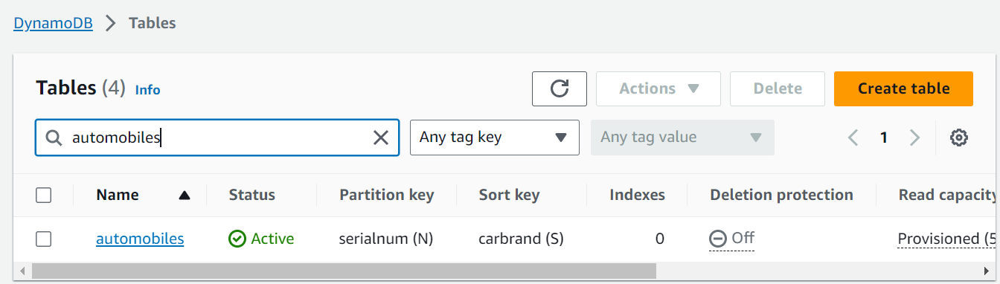 DynamoDB > Tables
Tables (4) Info Actions Delete Create table
automobiles Any tag key Any tag value 1
Name Status Partition key Sort key Indexes Deletion protection Read capacity
automobiles Active serialnum (N) carbrand (S) 0 Off Provisioned (5